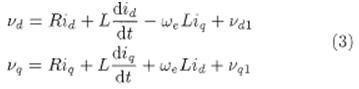 ν_d = Ri_d + L di_d/dt − ω_e Li_q + ν_d1
ν_q = Ri_q + L di_q/dt + ω_e Li_d + ν_q1
(3)